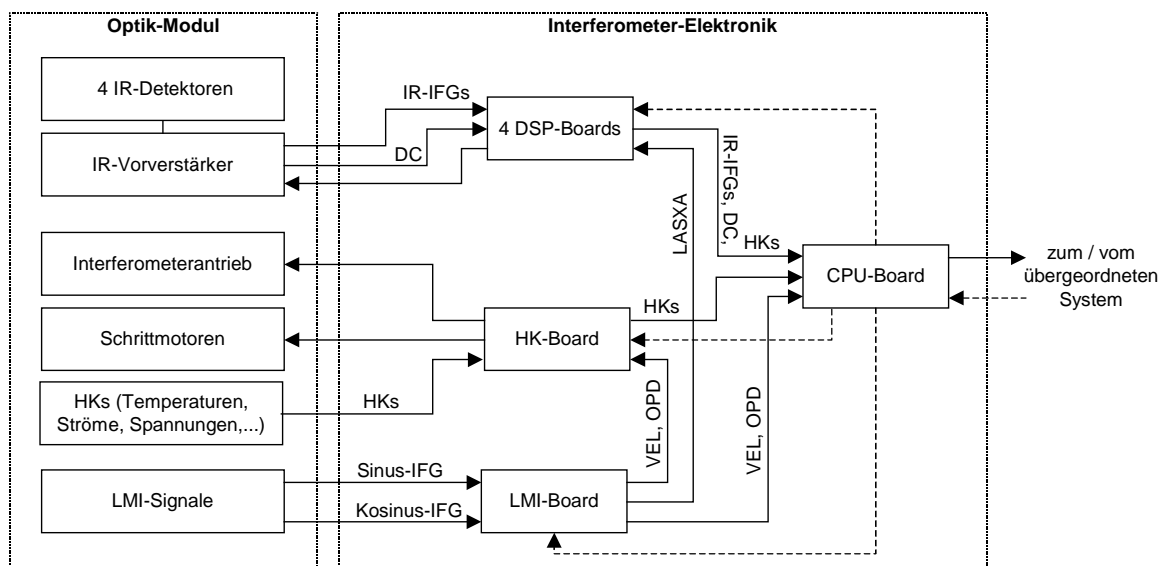 Optik-Modul
Interferometer-Elektronik
4 IR-Detektoren
IR-Vorverstärker
IR-IFGs
DC
4 DSP-Boards
LASXA
IR-IFGs, DC,
HKs
Interferometerantrieb
Schrittmotoren
HKs (Temperaturen,
Ströme, Spannungen,...)
HKs
HK-Board
HKs
CPU-Board
zum / vom
übergeordneten
System
VEL, OPD
VEL, OPD
LMI-Signale
Sinus-IFG
Kosinus-IFG
LMI-Board